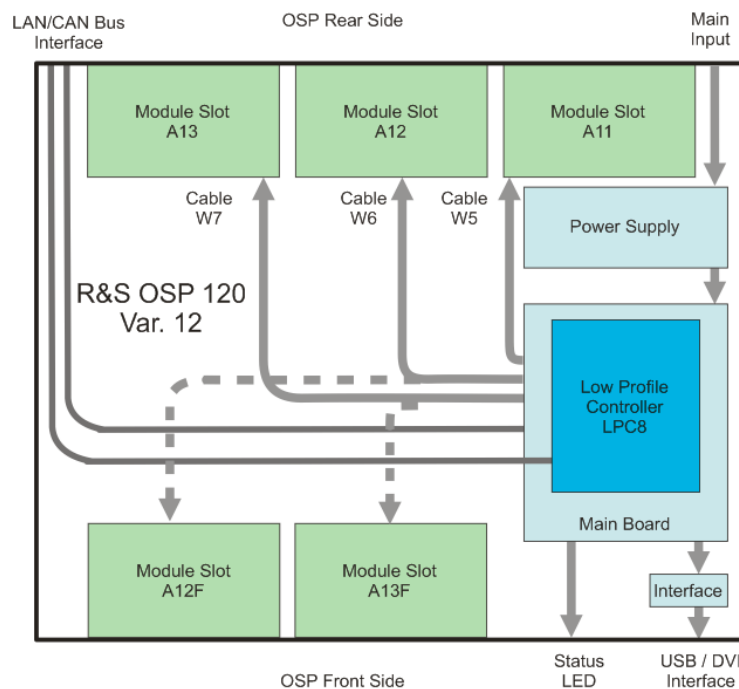 LAN/CAN Bus
Interface
OSP Rear Side
Main
Input
Module Slot
A13
Module Slot
A12
Module Slot
A11
Cable
W7
Cable
W6
Cable
W5
Power Supply
R&S OSP 120
Var. 12
Low Profile
Controller
LPC8
Main Board
Module Slot
A12F
Module Slot
A13F
Interface
OSP Front Side
Status
LED
USB / DVI
Interface